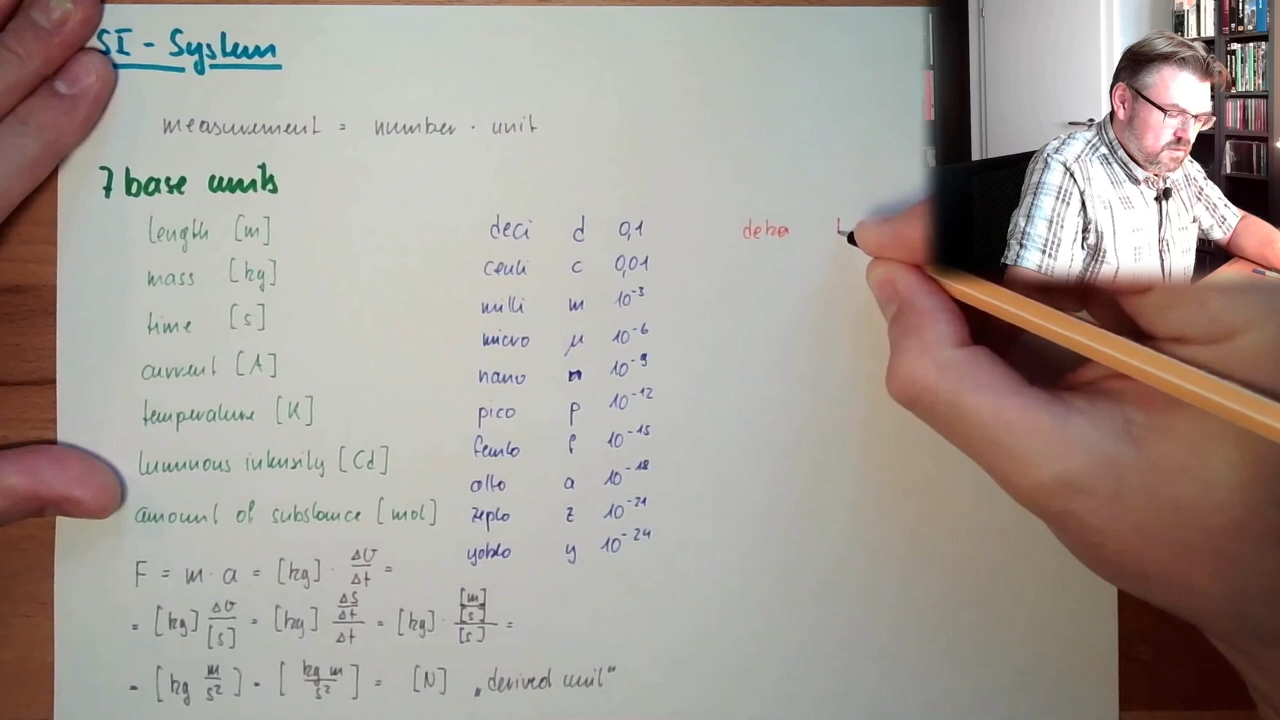 SI - System
measurement = number · unit
7 base units
length [m]
mass [kg]
time [s]
current [A]
temperature [K]
luminous intensity [Cd]
amount of substance [mol]
deci d 0,1
centi c 0,01
milli m 10⁻³
micro μ 10⁻⁶
nano n 10⁻⁹
pico p 10⁻¹²
femto f 10⁻¹⁵
atto a 10⁻¹⁸
zepto z 10⁻²¹
yokto y 10⁻²⁴
deka
F = m · a = [kg] · Δv/Δt =
= [kg] Δv/[s] = [kg] Δs/Δt/Δt = [kg] · [m]/[s]/[s] =
= [kg m/s²] = [kg m/s²] = [N] „derived unit“